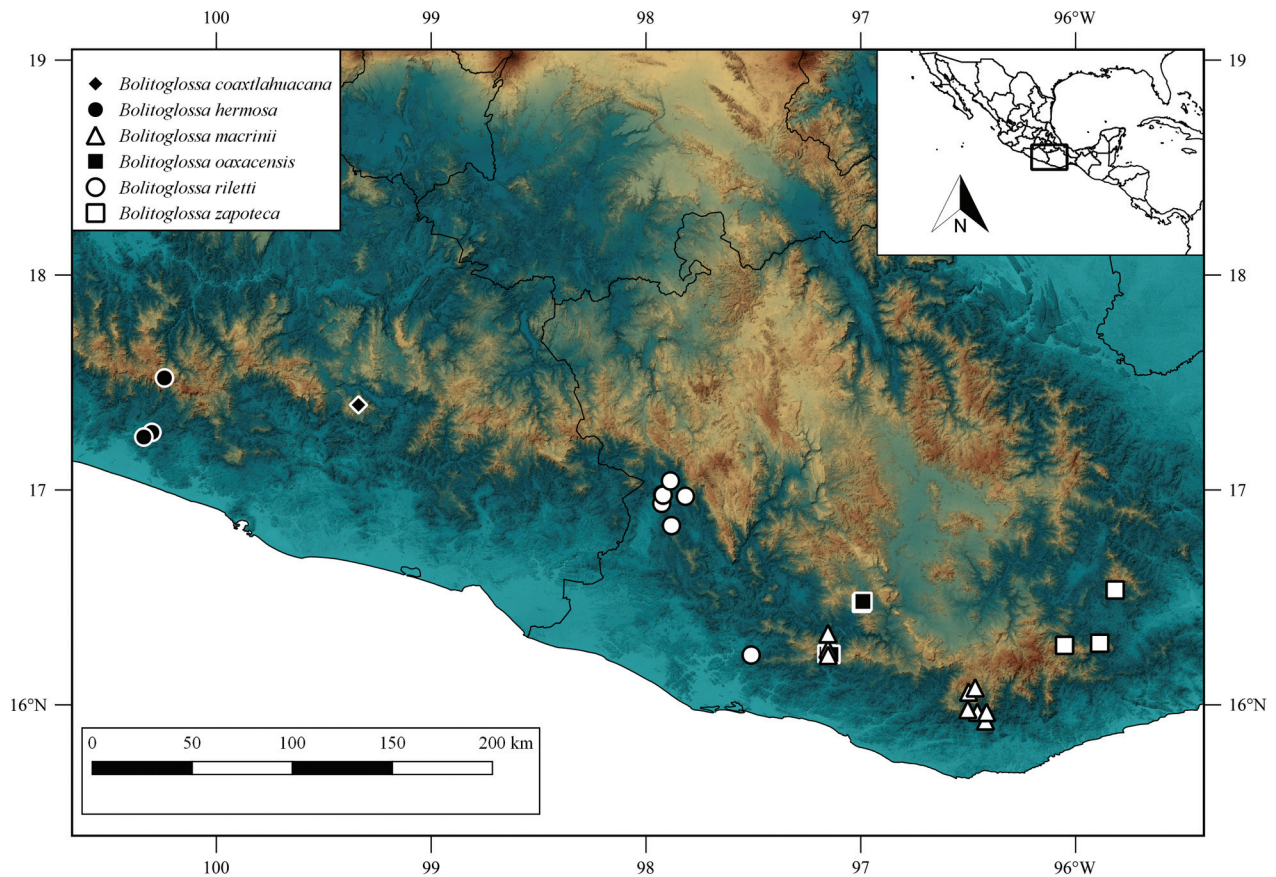 100 99 98 97 96°W
19 19
Bolitoglossa coaxtlahuacana
Bolitoglossa hermosa
Bolitoglossa macrinii
Bolitoglossa oaxacensis
Bolitoglossa riletti
Bolitoglossa zapoteca
N
18 18
17 17
16°N 16°N
0 50 100 150 200 km
100 99 98 97 96°W